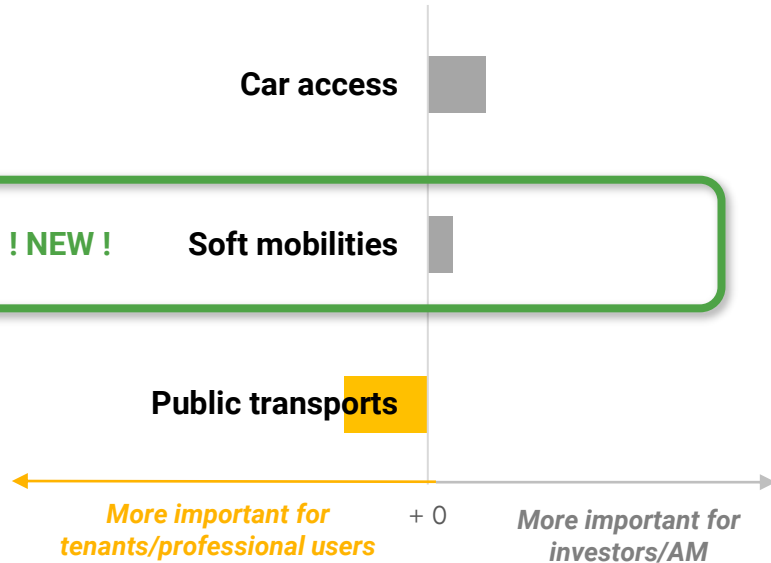 Car access
! NEW !
Soft mobilities
Public transports
More important for
tenants/professional users
+ 0
More important for
investors/AM